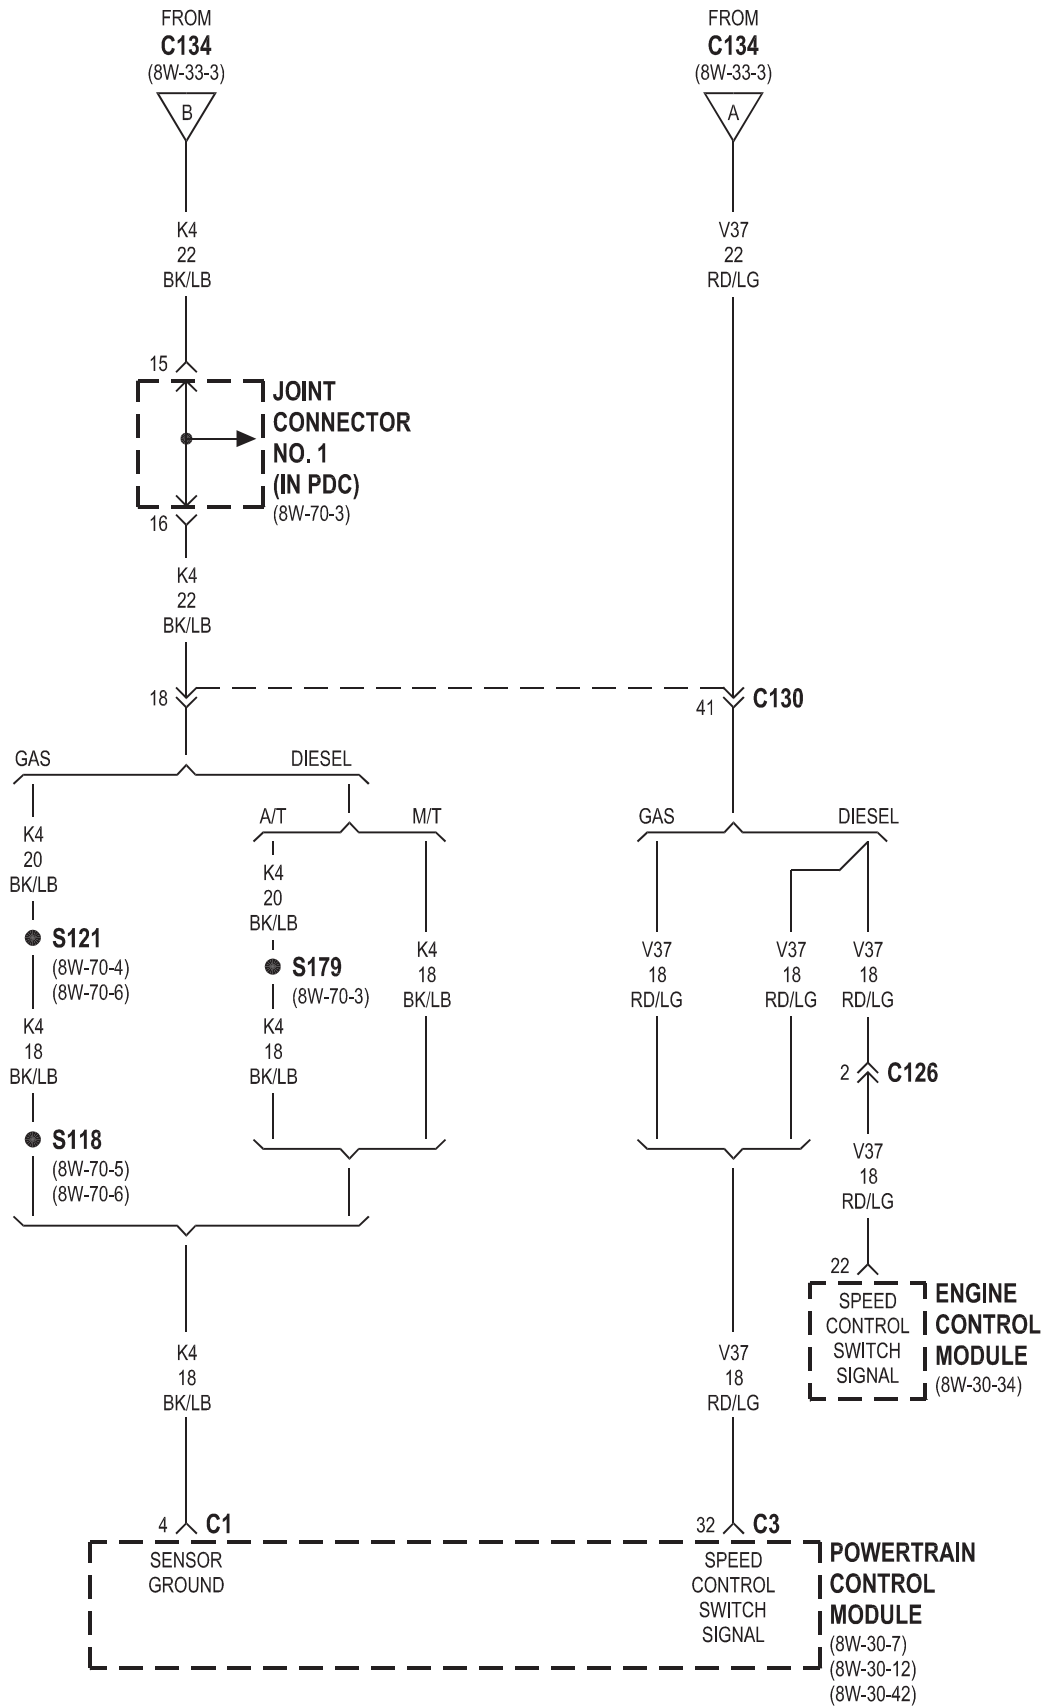 FROM
C134
(8W-33-3)
B
FROM
C134
(8W-33-3)
A
K4
22
BK/LB
V37
22
RD/LG
15
JOINT
CONNECTOR
NO. 1
(IN PDC)
(8W-70-3)
16
K4
22
BK/LB
18
41
C130
GAS
DIESEL
A/T
M/T
GAS
DIESEL
K4
20
BK/LB
S121
(8W-70-4)
(8W-70-6)
K4
18
BK/LB
S118
(8W-70-5)
(8W-70-6)
K4
20
BK/LB
S179
(8W-70-3)
K4
18
BK/LB
K4
18
BK/LB
V37
18
RD/LG
V37
18
RD/LG
V37
18
RD/LG
2
C126
V37
18
RD/LG
22
SPEED
CONTROL
SWITCH
SIGNAL
ENGINE
CONTROL
MODULE
(8W-30-34)
K4
18
BK/LB
V37
18
RD/LG
4
C1
32
C3
SENSOR
GROUND
SPEED
CONTROL
SWITCH
SIGNAL
POWERTRAIN
CONTROL
MODULE
(8W-30-7)
(8W-30-12)
(8W-30-42)